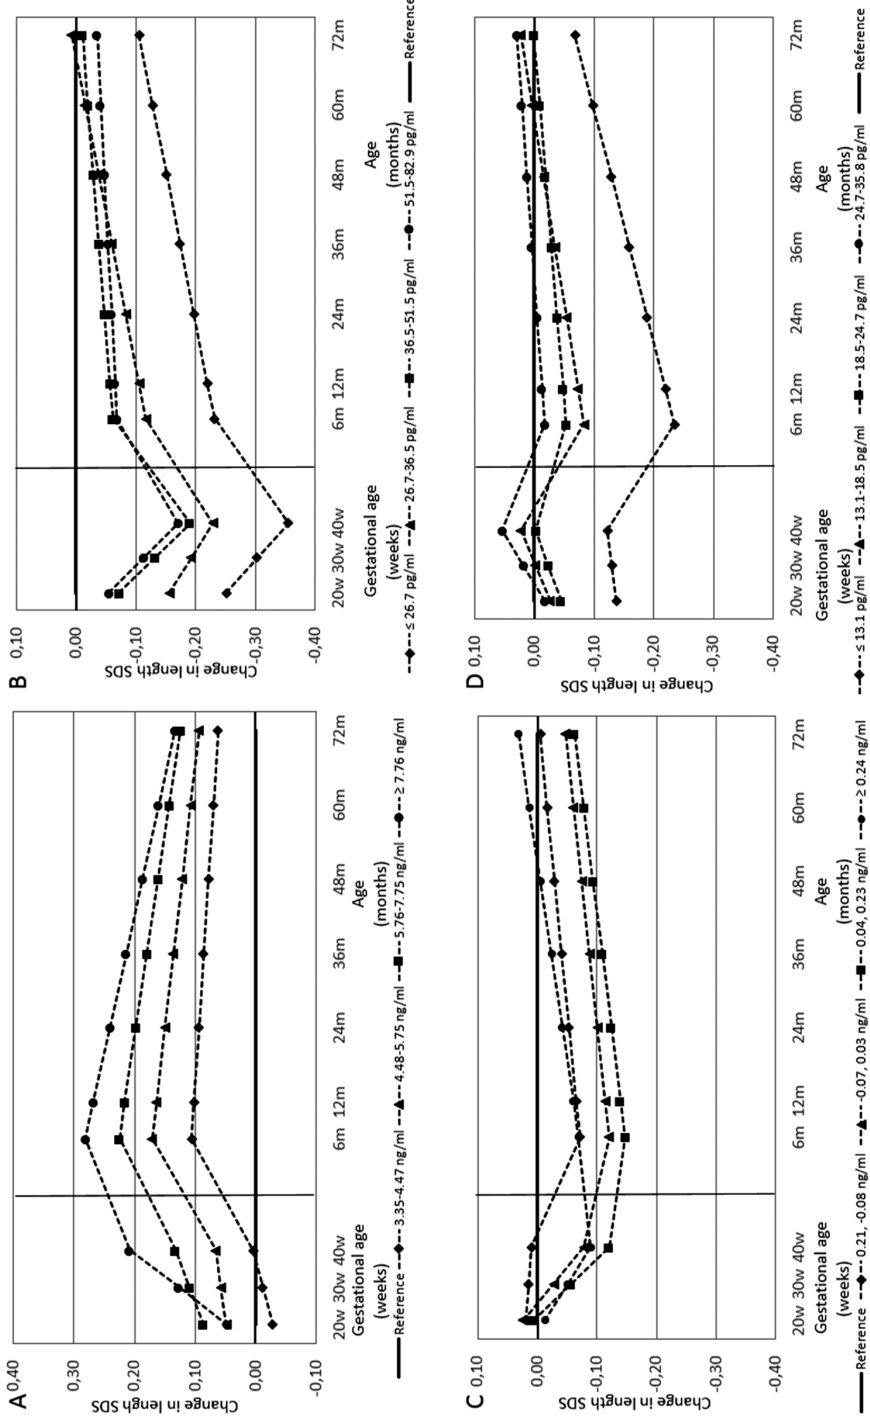 A
0,40
0,30
0,20
0,10
0,00
-0,10
Change in length SDS
20w 30w 40w 6m 12m 24m 36m 48m 60m 72m
Gestational age Age
(weeks) (months)
Reference 3.35-4.47 ng/ml 4.48-5.75 ng/ml 5.76-7.75 ng/ml ≥ 7.76 ng/ml
B
0,10
0,00
-0,10
-0,20
-0,30
-0,40
Change in length SDS
20w 30w 40w 6m 12m 24m 36m 48m 60m 72m
Gestational age Age
(weeks) (months)
≤ 26.7 pg/ml 26.7-36.5 pg/ml 36.5-51.5 pg/ml 51.5-82.9 pg/ml Reference
C
0,10
0,00
-0,10
-0,20
-0,30
-0,40
Change in length SDS
20w 30w 40w 6m 12m 24m 36m 48m 60m 72m
Gestational age Age
(weeks) (months)
Reference 0.21, -0.08 ng/ml -0.07, 0.03 ng/ml 0.04, 0.23 ng/ml ≥ 0.24 ng/ml
D
0,10
0,00
-0,10
-0,20
-0,30
-0,40
Change in length SDS
20w 30w 40w 6m 12m 24m 36m 48m 60m 72m
Gestational age Age
(weeks) (months)
≤ 13.1 pg/ml 13.1-18.5 pg/ml 18.5-24.7 pg/ml 24.7-35.8 pg/ml Reference